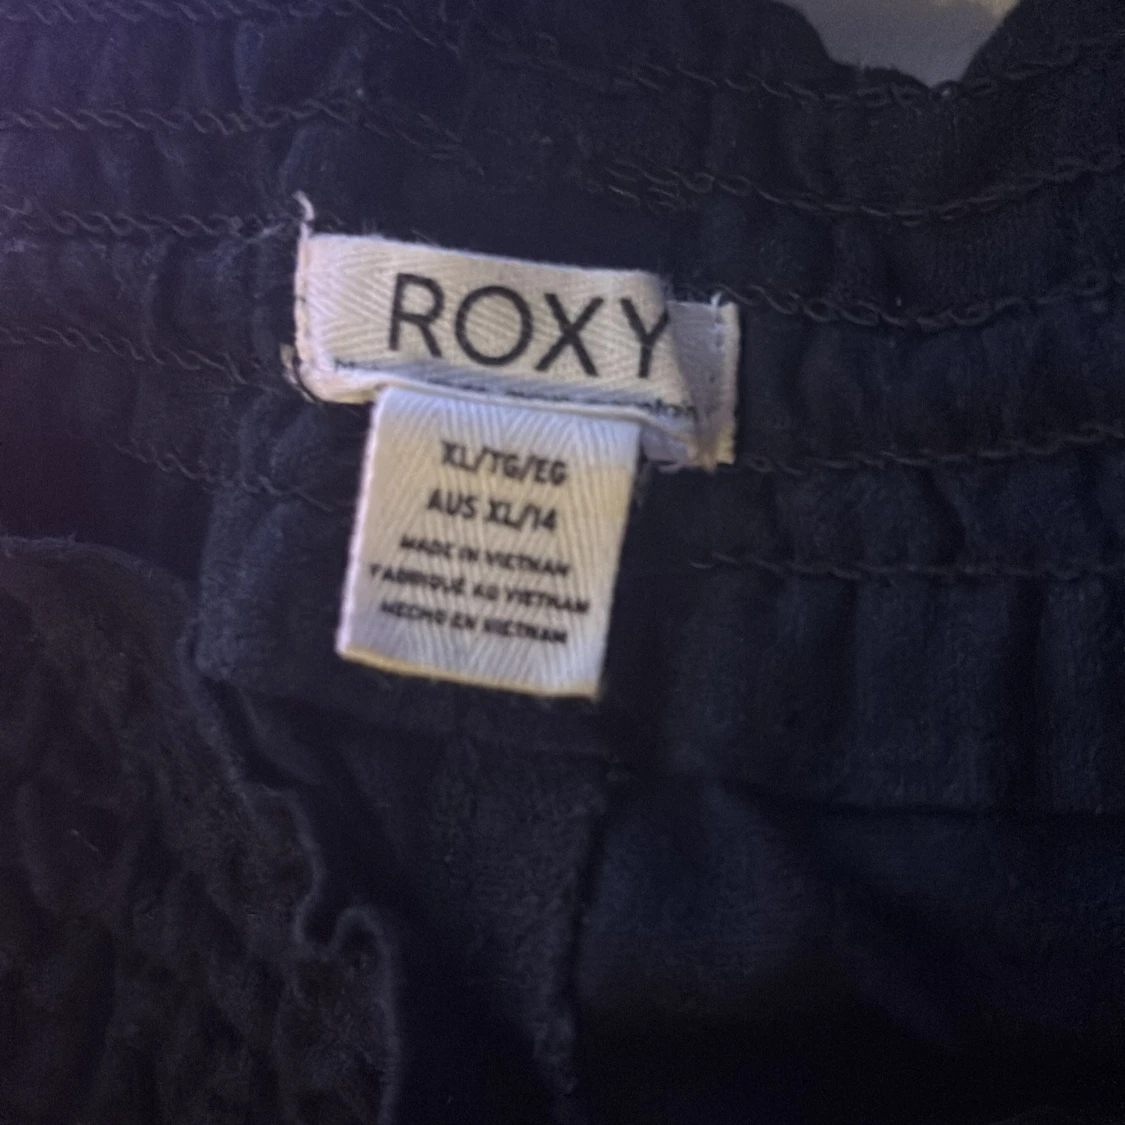 ROXY
XL/TG/EG
AUS XL/14
MADE IN VIETNAM
FABRIQUÉ AU VIETNAM
HECHO EN VIETNAM